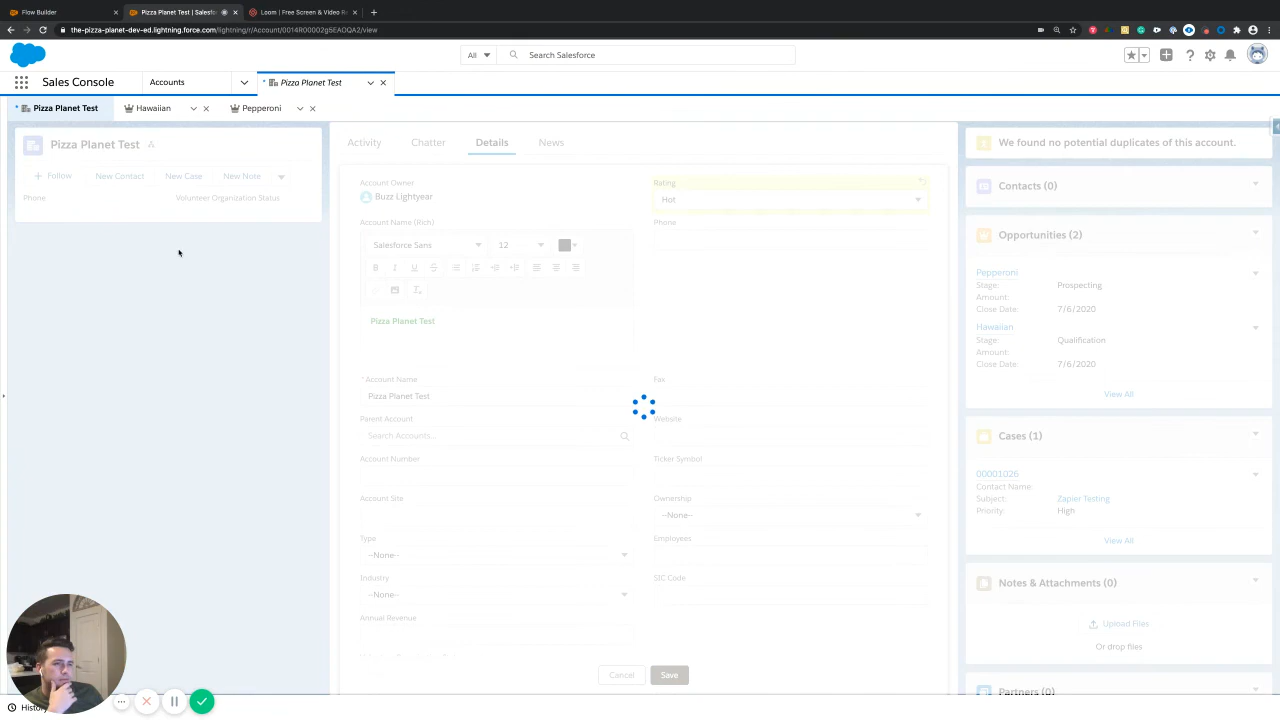 Flow Builder
Pizza Planet Test | Salesf
Loom | Free Screen & Video R
the-pizza-planet-dev-ed.lightning.force.com/lightning/r/Account/0014R00002g5EAOQA2/view
All
Search Salesforce
Sales Console
Accounts
* Pizza Planet Test
* Pizza Planet Test
Hawaiian
Pepperoni
Pizza Planet Test
+ Follow
New Contact
New Case
New Note
Phone
Volunteer Organization Status
Activity
Chatter
Details
News
Account Owner
Buzz Lightyear
Rating
Hot
Account Name (Rich)
Phone
Salesforce Sans
12
B
I
U
S
Pizza Planet Test
* Account Name
Pizza Planet Test
Fax
Parent Account
Search Accounts...
Website
Account Number
Ticker Symbol
Account Site
Ownership
--None--
Type
--None--
Employees
Industry
--None--
SIC Code
Annual Revenue
Cancel
Save
We found no potential duplicates of this account.
Contacts (0)
Opportunities (2)
Pepperoni
Stage: Prospecting
Amount:
Close Date: 7/6/2020
Hawaiian
Stage: Qualification
Amount:
Close Date: 7/6/2020
View All
Cases (1)
00001026
Contact Name:
Subject: Zapier Testing
Priority: High
View All
Notes & Attachments (0)
Upload Files
Or drop files
Partners (0)
History